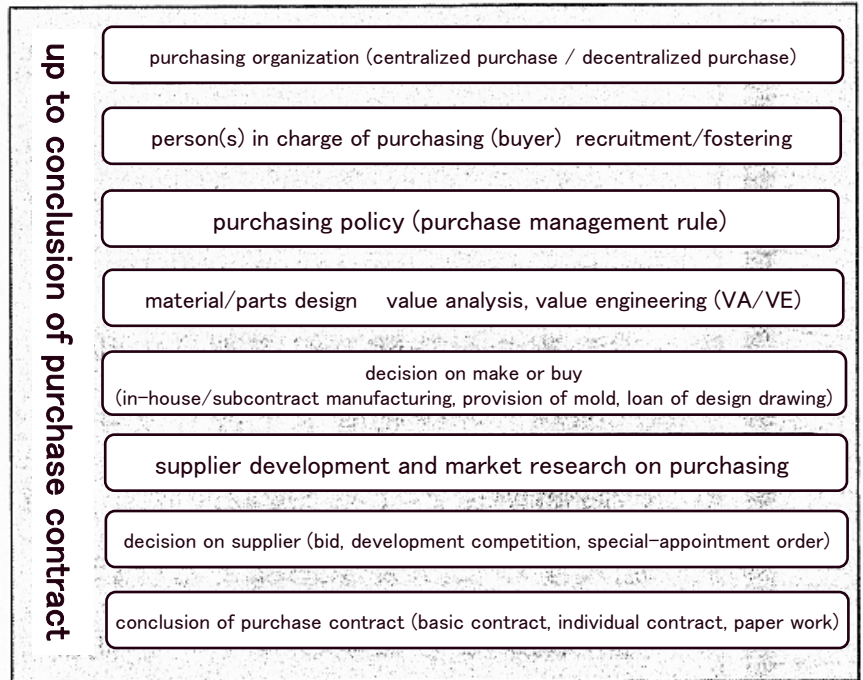 up to conclusion of purchase contract
purchasing organization (centralized purchase / decentralized purchase)
person(s) in charge of purchasing (buyer) recruitment/fostering
purchasing policy (purchase management rule)
material/parts design value analysis, value engineering (VA/VE)
decision on make or buy
(in-house/subcontract manufacturing, provision of mold, loan of design drawing)
supplier development and market research on purchasing
decision on supplier (bid, development competition, special-appointment order)
conclusion of purchase contract (basic contract, individual contract, paper work)